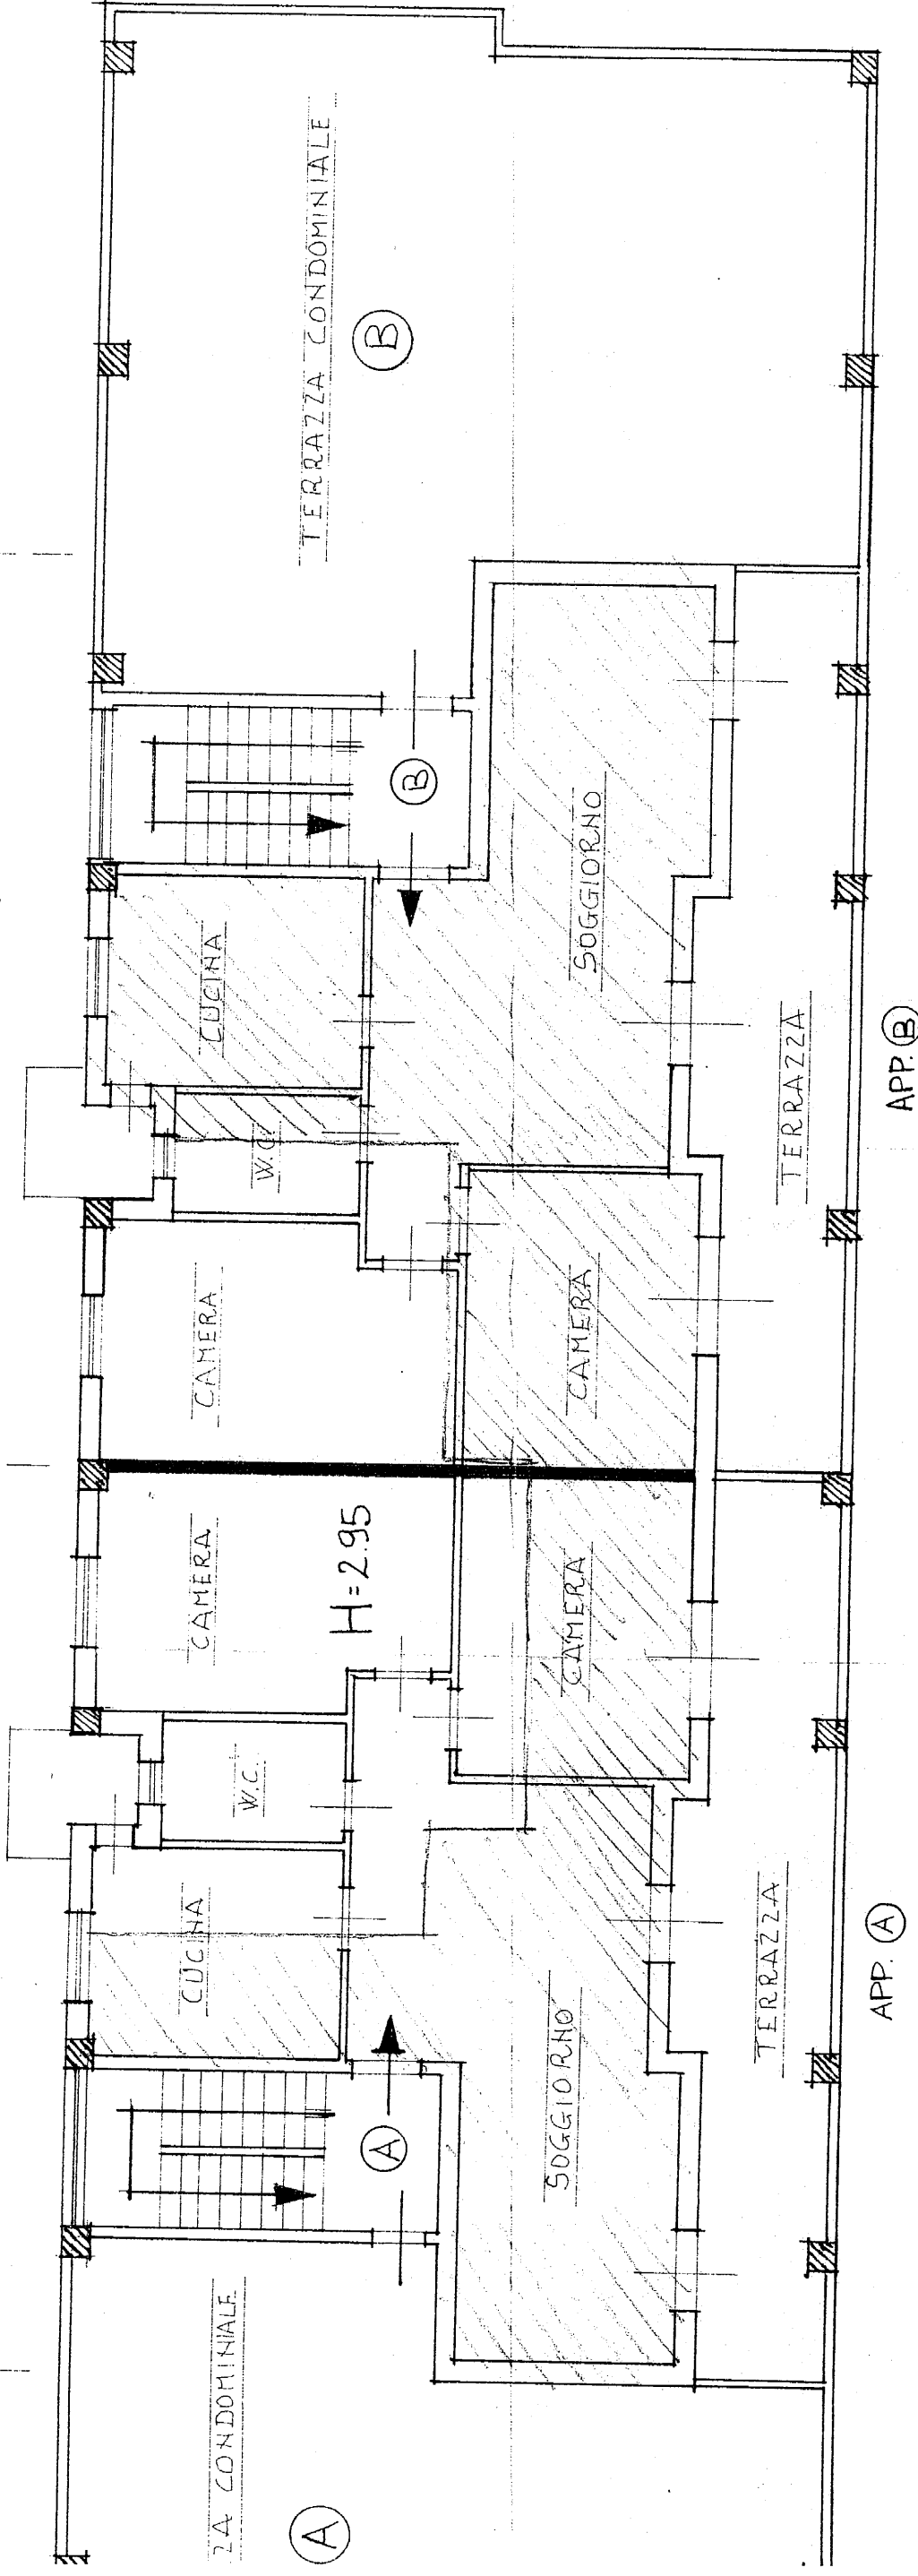 TERRAZZA CONDOMINIALE
B
B
CUCINA
SOGGIORNO
W.C.
TERRAZZA
APP. B
CAMERA
CAMERA
CAMERA
H=2.95
CAMERA
W.C.
CUCINA
TERRAZZA
APP. A
SOGGIORNO
A
ZA CONDOMINIALE
A